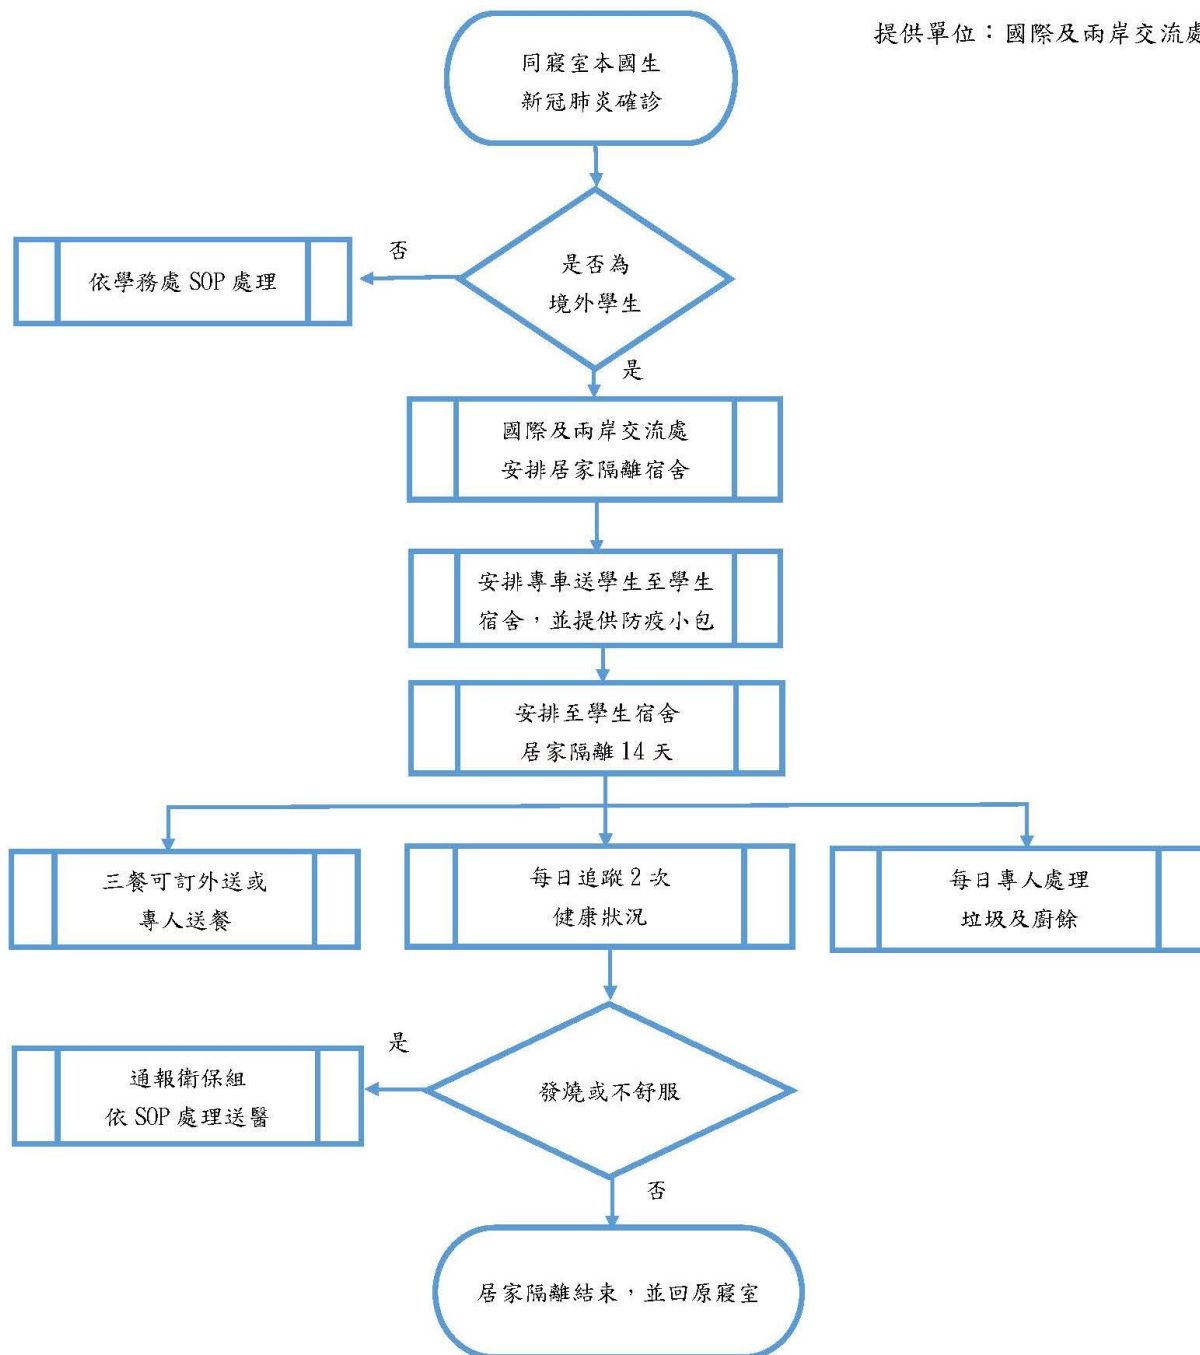 提供單位：國際及兩岸交流處
同寢室本國生
新冠肺炎確診
是否為
境外學生
否
依學務處 SOP 處理
是
國際及兩岸交流處
安排居家隔離宿舍
安排專車送學生至學生
宿舍，並提供防疫小包
安排至學生宿舍
居家隔離 14 天
三餐可訂外送或
專人送餐
每日追蹤 2 次
健康狀況
每日專人處理
垃圾及廚餘
發燒或不舒服
是
通報衛保組
依 SOP 處理送醫
否
居家隔離結束，並回原寢室